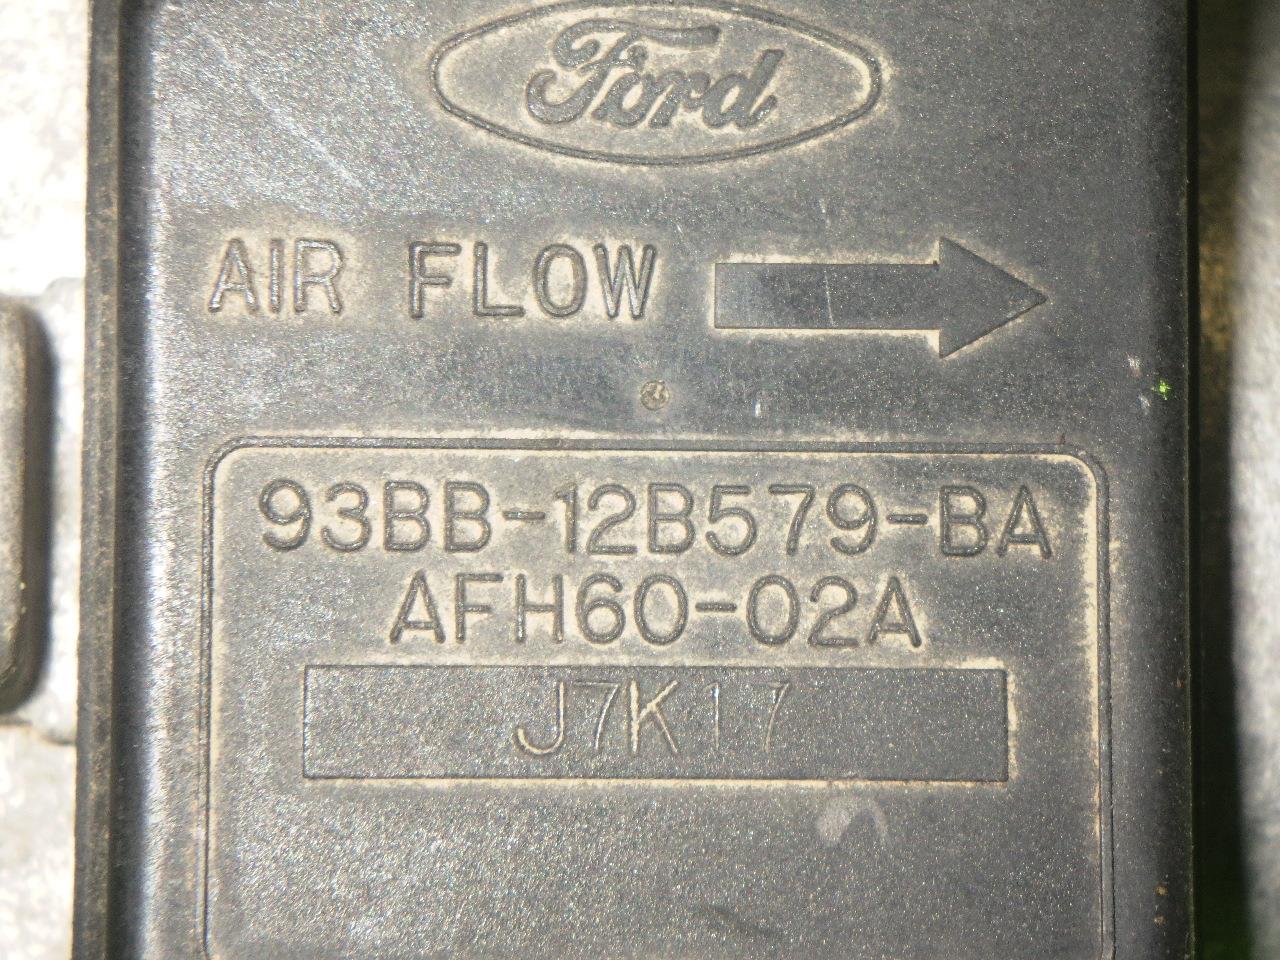 Ford
AIR FLOW
93BB-12B579-BA
AFH60-02A
J7K17